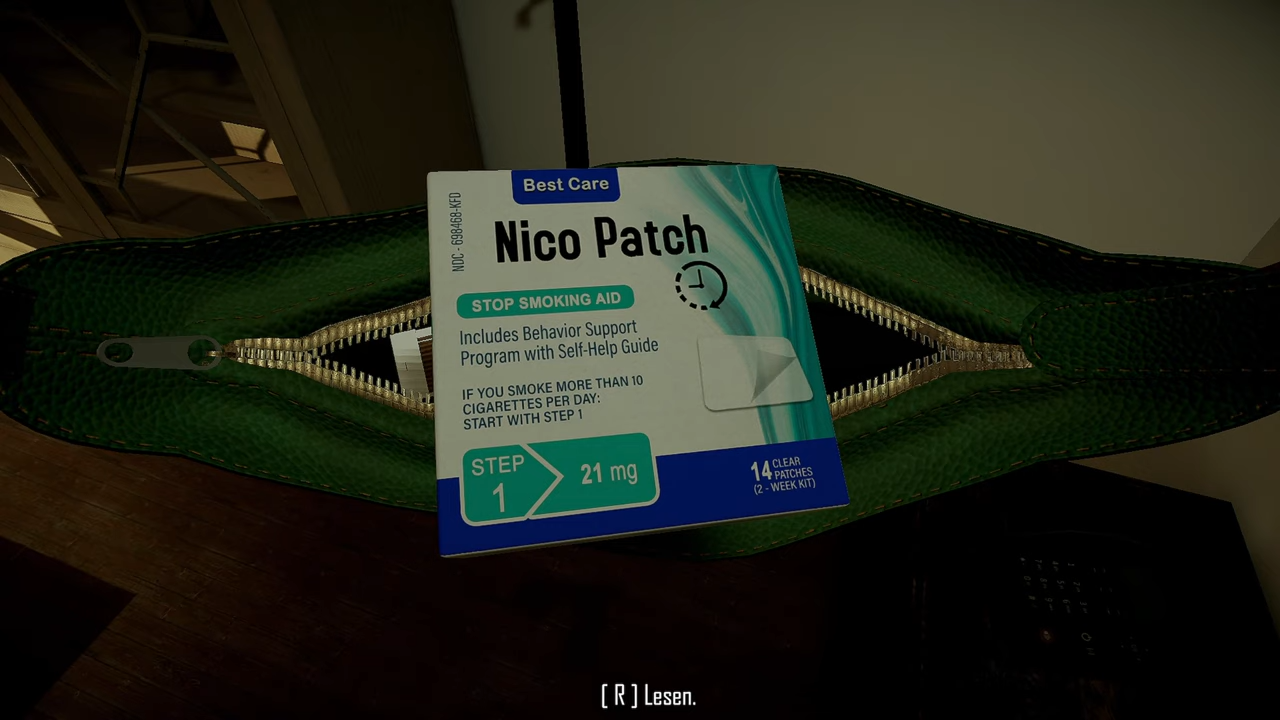 Best Care
NDC - 698468-KFD
Nico Patch
STOP SMOKING AID
Includes Behavior Support
Program with Self-Help Guide
IF YOU SMOKE MORE THAN 10
CIGARETTES PER DAY:
START WITH STEP 1
STEP
1
21 mg
14 CLEAR
PATCHES
(2 - WEEK KIT)
[ R ] Lesen.